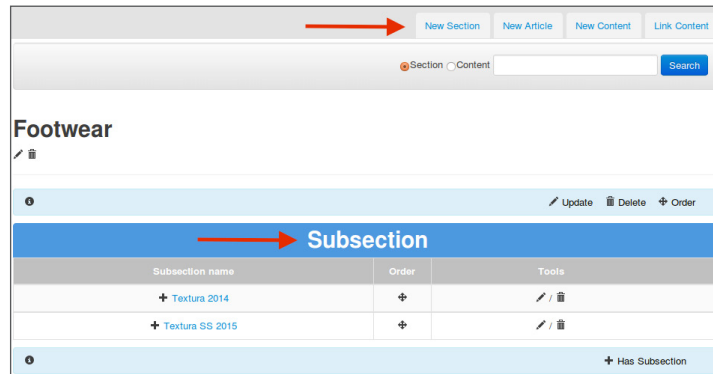 New Section New Article New Content Link Content
Section Content Search
Footwear
Update Delete Order
Subsection
Subsection name Order Tools
Textura 2014 /
Textura SS 2015 /
Has Subsection